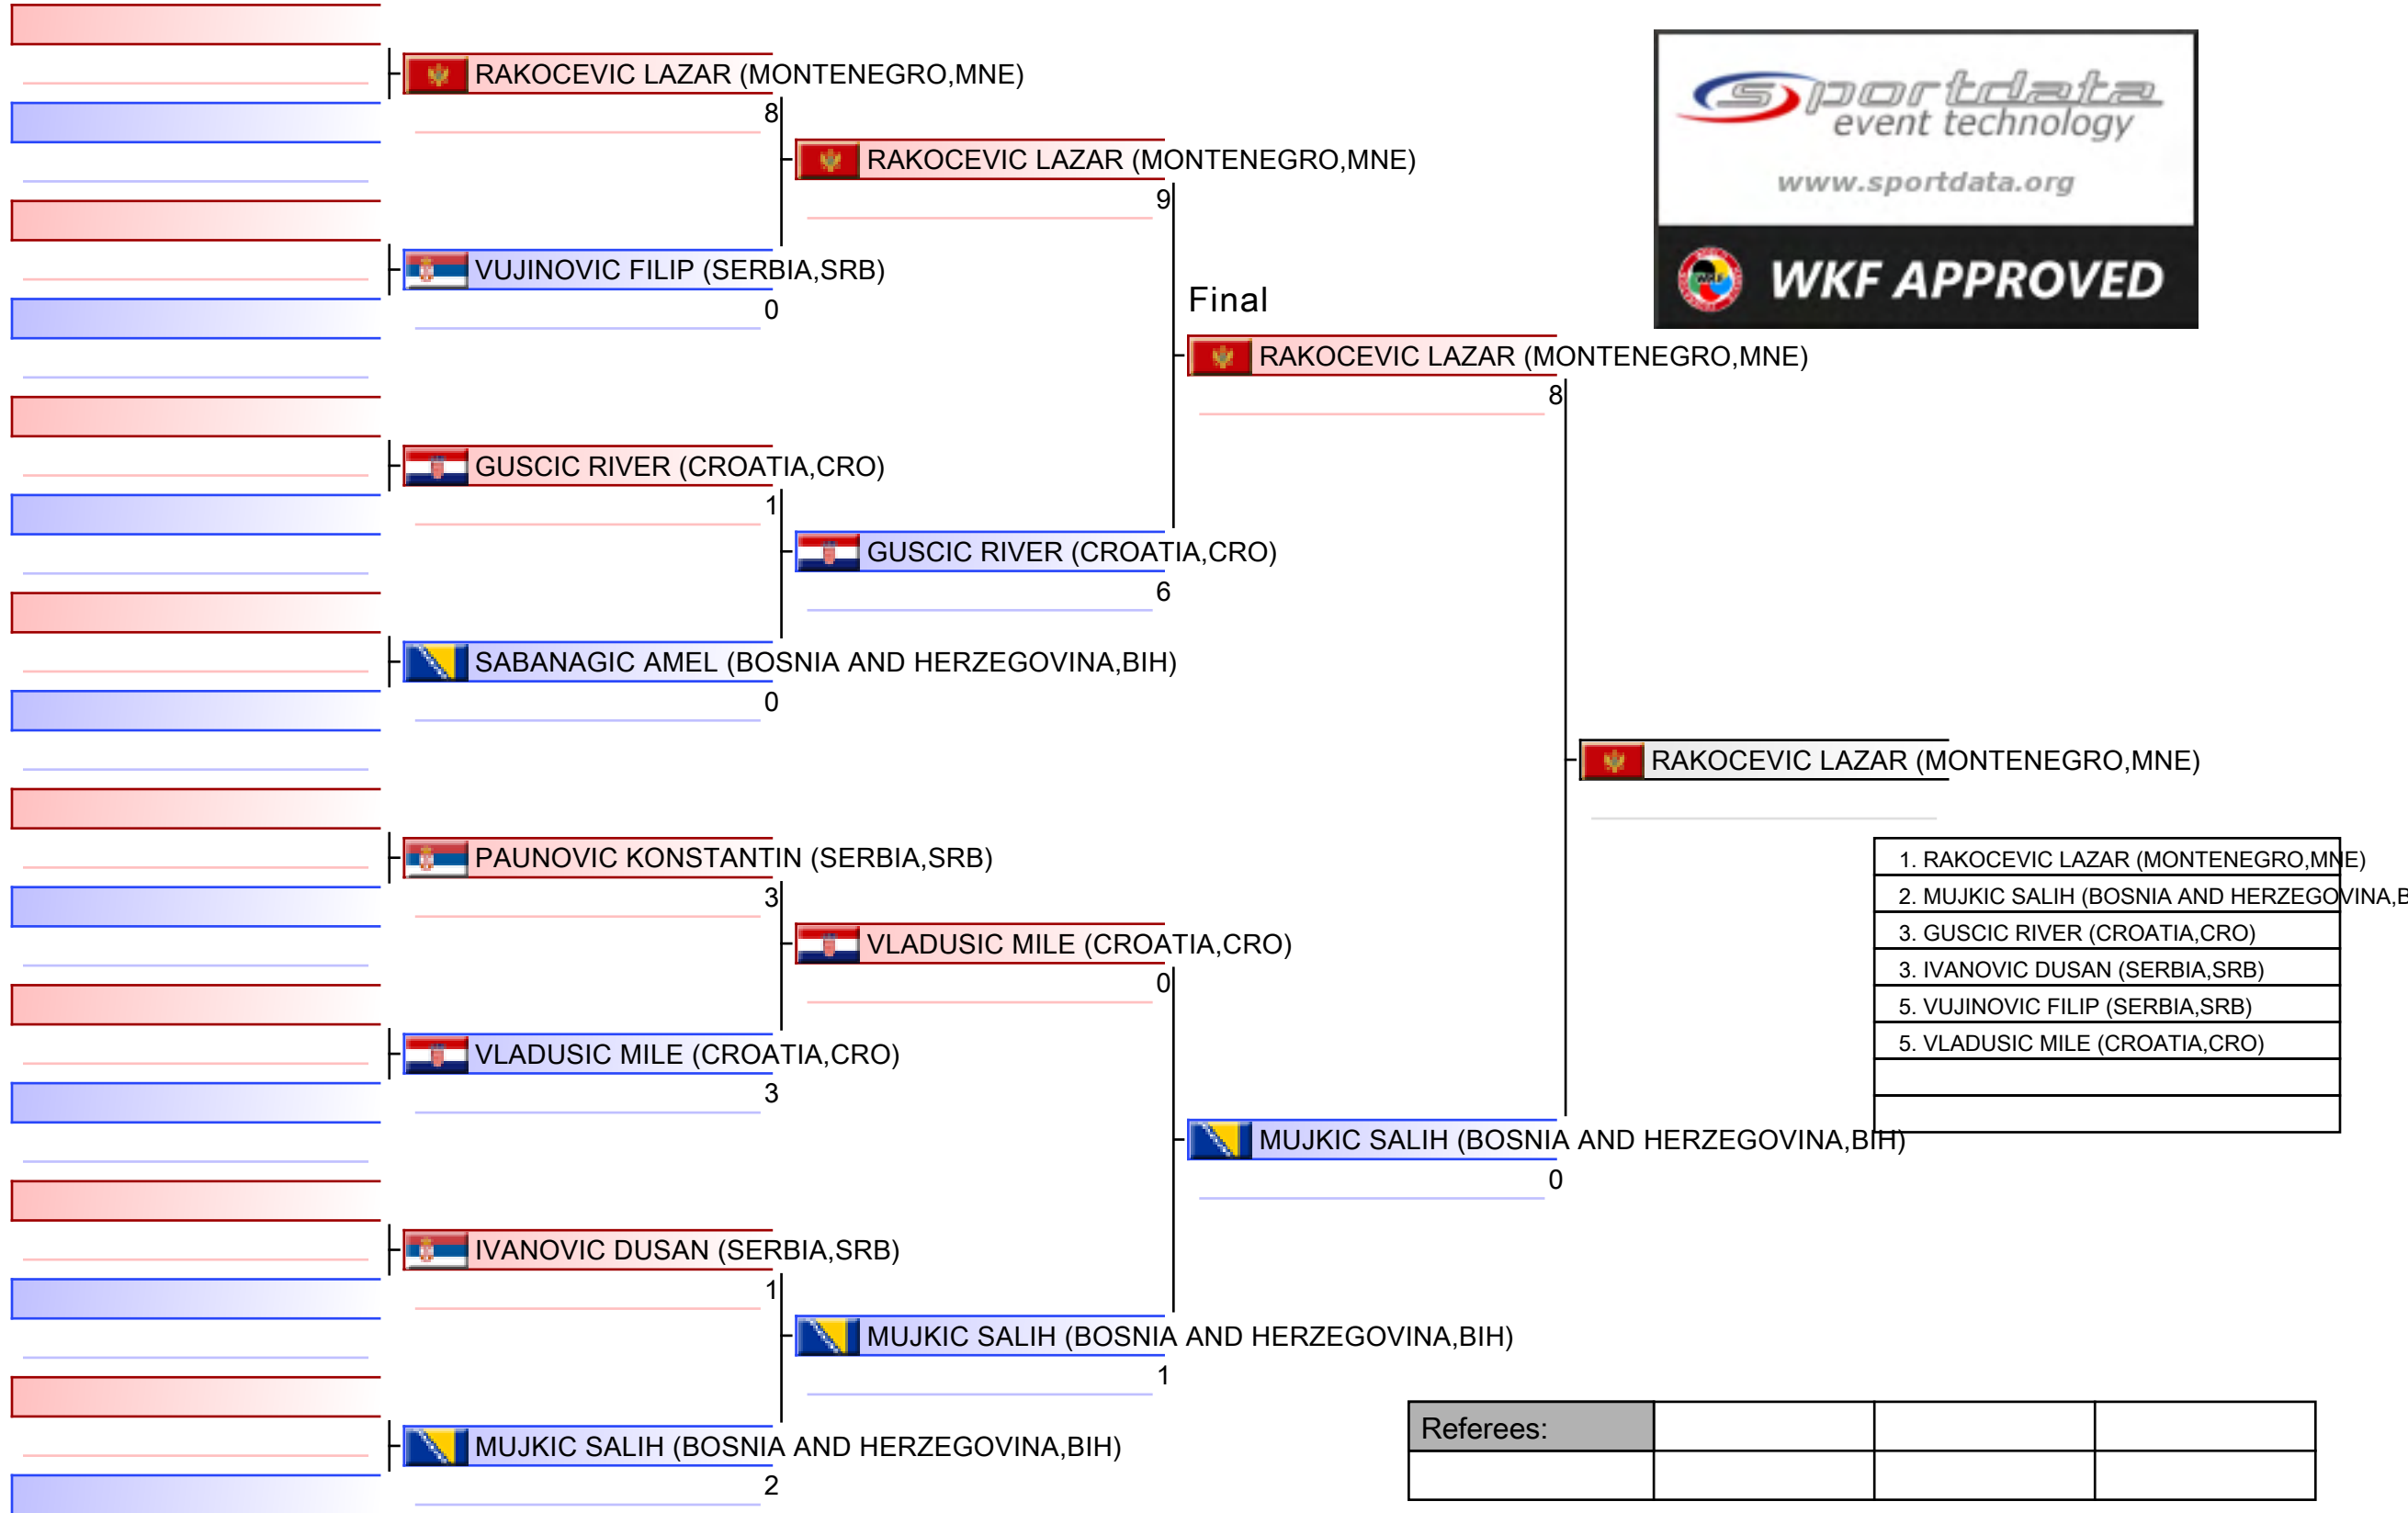 RAKOCEVIC LAZAR (MONTENEGRO,MNE)
8
VUJINOVIC FILIP (SERBIA,SRB)
0
GUSCIC RIVER (CROATIA,CRO)
1
SABANAGIC AMEL (BOSNIA AND HERZEGOVINA,BIH)
0
PAUNOVIC KONSTANTIN (SERBIA,SRB)
3
VLADUSIC MILE (CROATIA,CRO)
3
IVANOVIC DUSAN (SERBIA,SRB)
1
MUJKIC SALIH (BOSNIA AND HERZEGOVINA,BIH)
2
RAKOCEVIC LAZAR (MONTENEGRO,MNE)
9
GUSCIC RIVER (CROATIA,CRO)
6
VLADUSIC MILE (CROATIA,CRO)
0
MUJKIC SALIH (BOSNIA AND HERZEGOVINA,BIH)
1
Final
RAKOCEVIC LAZAR (MONTENEGRO,MNE)
8
MUJKIC SALIH (BOSNIA AND HERZEGOVINA,BIH)
0
RAKOCEVIC LAZAR (MONTENEGRO,MNE)
sportdata
event technology
www.sportdata.org
WKF APPROVED
1. RAKOCEVIC LAZAR (MONTENEGRO,MNE)
2. MUJKIC SALIH (BOSNIA AND HERZEGOVINA,B
3. GUSCIC RIVER (CROATIA,CRO)
3. IVANOVIC DUSAN (SERBIA,SRB)
5. VUJINOVIC FILIP (SERBIA,SRB)
5. VLADUSIC MILE (CROATIA,CRO)
Referees: